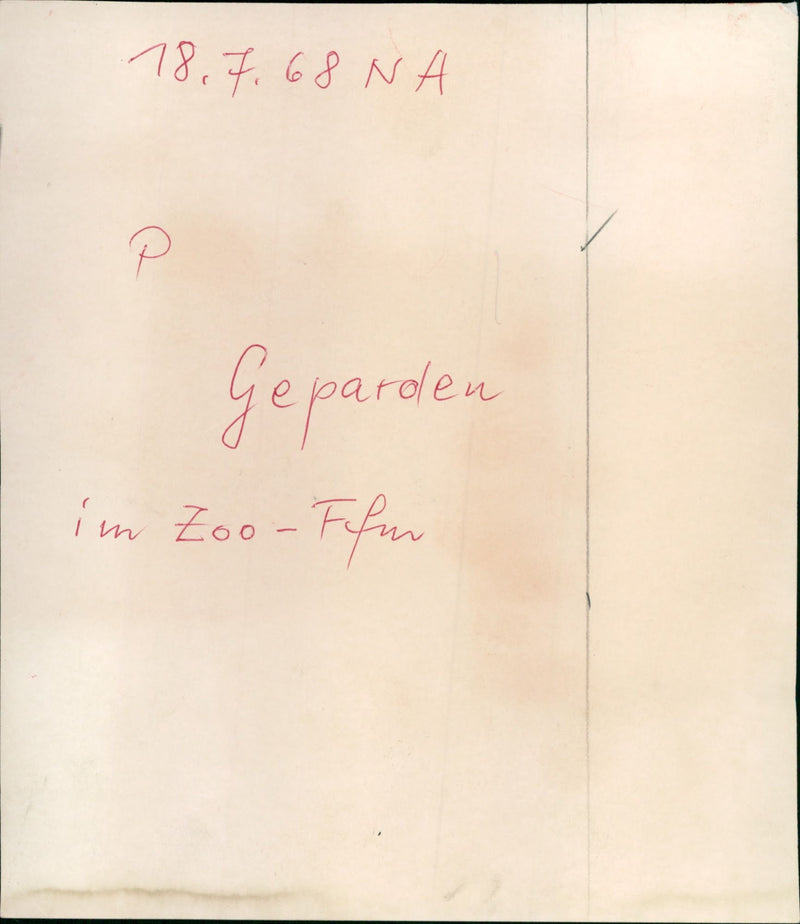 18.7.68 NA
P
Geparden
im Zoo - Ffm